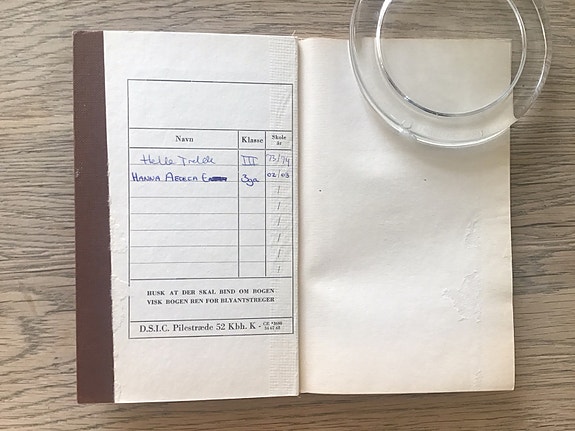 Navn Klasse Skole år
Helle III 73/74
HANNA 3ga 02/03
/
/
/
/
/
HUSK AT DER SKAL BIND OM BOGEN
VISK BOGEN REN FOR BLYANTSTREGER
D.S.I.C. Pilestræde 52 Kbh. K -